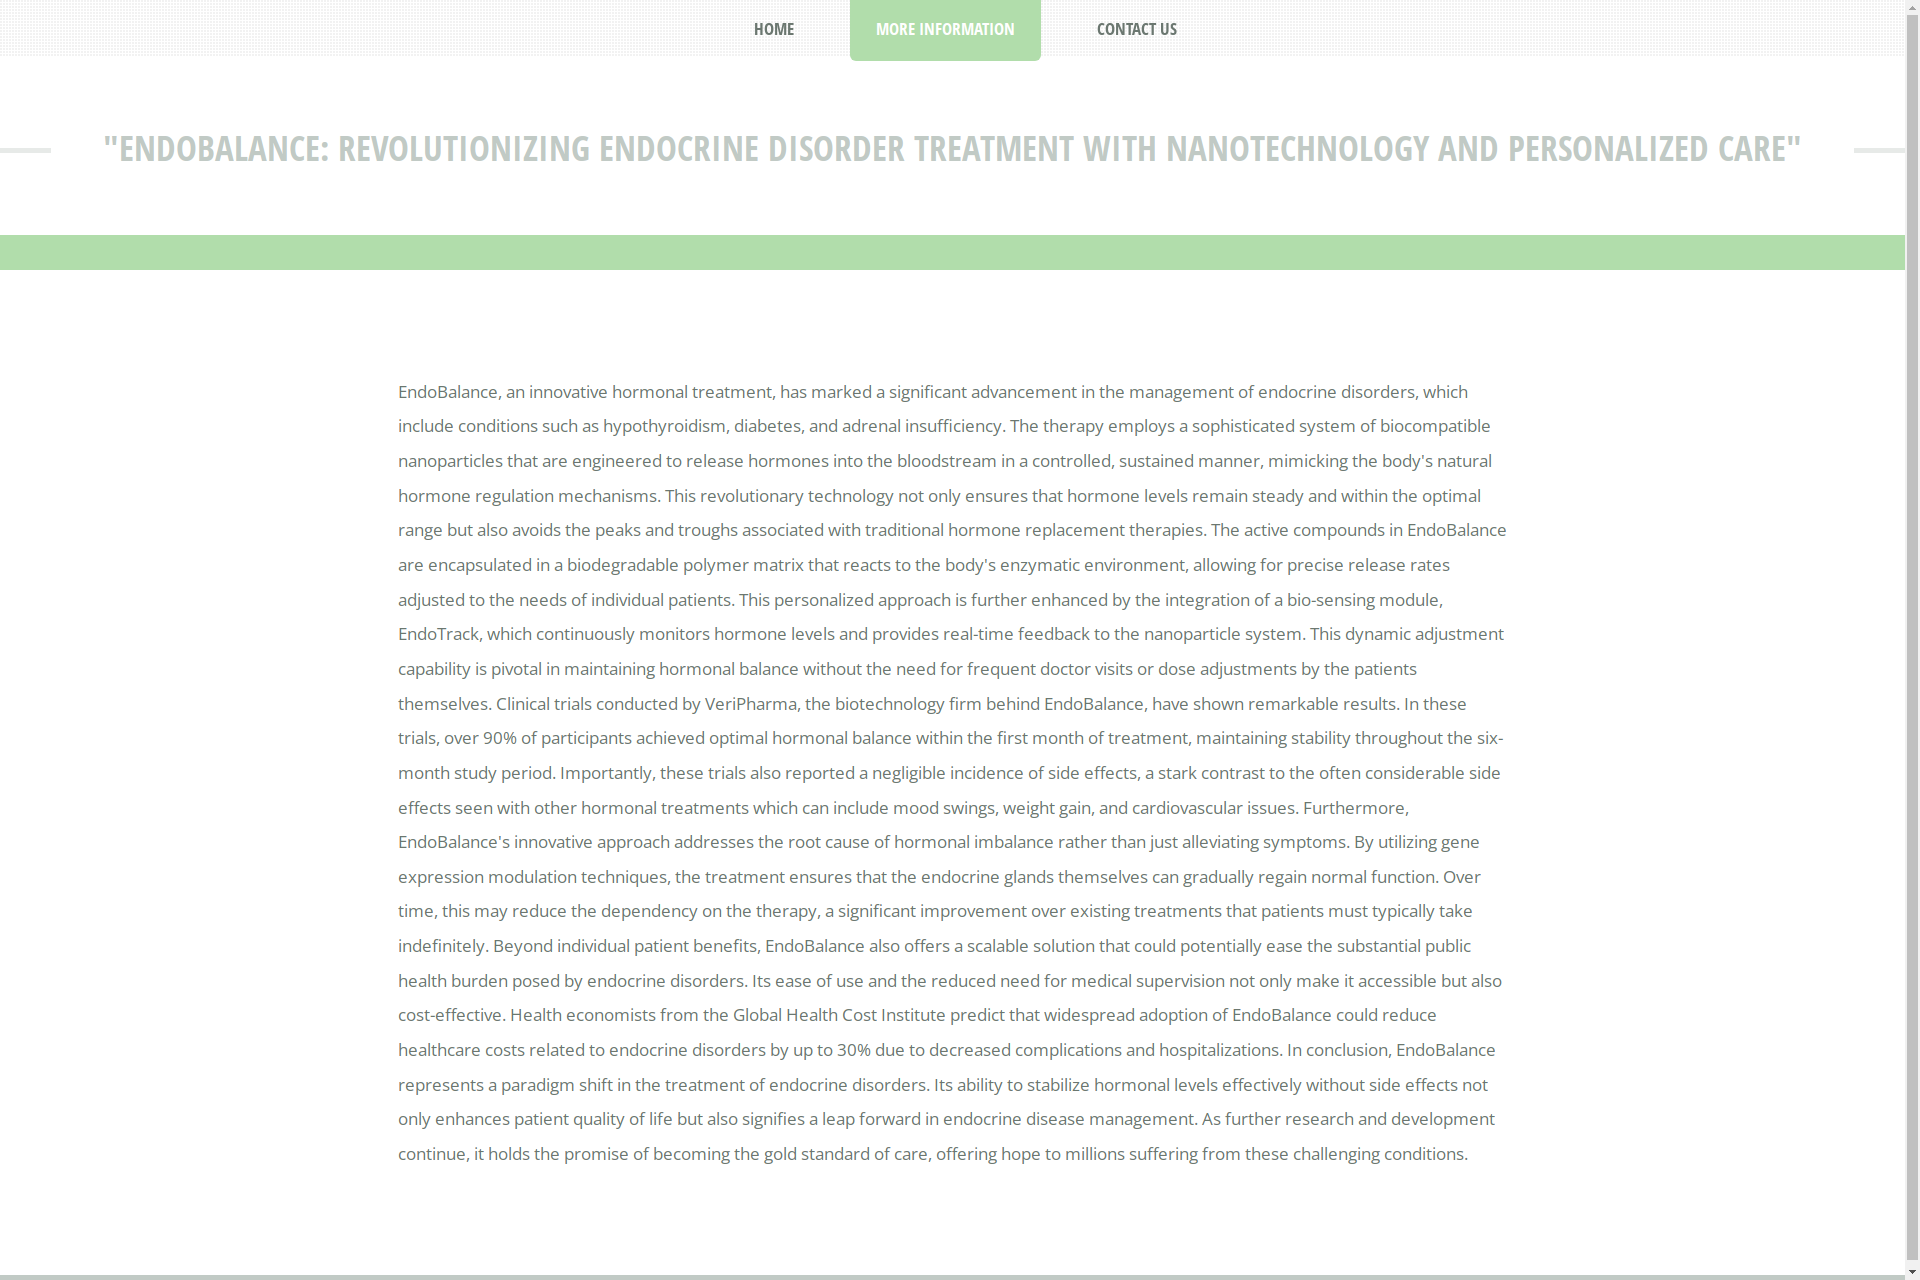 HOME
MORE INFORMATION
CONTACT US
"ENDOBALANCE: REVOLUTIONIZING ENDOCRINE DISORDER TREATMENT WITH NANOTECHNOLOGY AND PERSONALIZED CARE"
EndoBalance, an innovative hormonal treatment, has marked a significant advancement in the management of endocrine disorders, which
include conditions such as hypothyroidism, diabetes, and adrenal insufficiency. The therapy employs a sophisticated system of biocompatible
nanoparticles that are engineered to release hormones into the bloodstream in a controlled, sustained manner, mimicking the body's natural
hormone regulation mechanisms. This revolutionary technology not only ensures that hormone levels remain steady and within the optimal
range but also avoids the peaks and troughs associated with traditional hormone replacement therapies. The active compounds in EndoBalance
are encapsulated in a biodegradable polymer matrix that reacts to the body's enzymatic environment, allowing for precise release rates
adjusted to the needs of individual patients. This personalized approach is further enhanced by the integration of a bio-sensing module,
EndoTrack, which continuously monitors hormone levels and provides real-time feedback to the nanoparticle system. This dynamic adjustment
capability is pivotal in maintaining hormonal balance without the need for frequent doctor visits or dose adjustments by the patients
themselves. Clinical trials conducted by VeriPharma, the biotechnology firm behind EndoBalance, have shown remarkable results. In these
trials, over 90% of participants achieved optimal hormonal balance within the first month of treatment, maintaining stability throughout the six-
month study period. Importantly, these trials also reported a negligible incidence of side effects, a stark contrast to the often considerable side
effects seen with other hormonal treatments which can include mood swings, weight gain, and cardiovascular issues. Furthermore,
EndoBalance's innovative approach addresses the root cause of hormonal imbalance rather than just alleviating symptoms. By utilizing gene
expression modulation techniques, the treatment ensures that the endocrine glands themselves can gradually regain normal function. Over
time, this may reduce the dependency on the therapy, a significant improvement over existing treatments that patients must typically take
indefinitely. Beyond individual patient benefits, EndoBalance also offers a scalable solution that could potentially ease the substantial public
health burden posed by endocrine disorders. Its ease of use and the reduced need for medical supervision not only make it accessible but also
cost-effective. Health economists from the Global Health Cost Institute predict that widespread adoption of EndoBalance could reduce
healthcare costs related to endocrine disorders by up to 30% due to decreased complications and hospitalizations. In conclusion, EndoBalance
represents a paradigm shift in the treatment of endocrine disorders. Its ability to stabilize hormonal levels effectively without side effects not
only enhances patient quality of life but also signifies a leap forward in endocrine disease management. As further research and development
continue, it holds the promise of becoming the gold standard of care, offering hope to millions suffering from these challenging conditions.